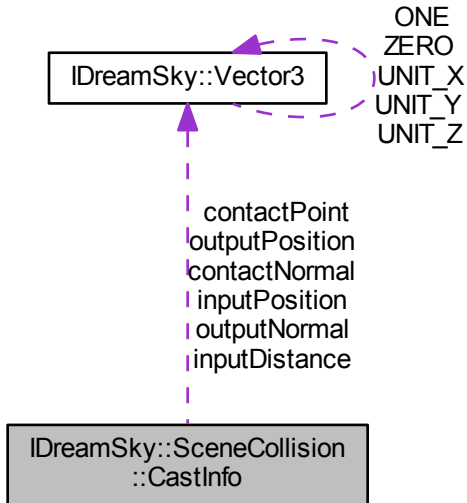 ONE
ZERO
UNIT_X
UNIT_Y
UNIT_Z
IDreamSky::Vector3
contactPoint
outputPosition
contactNormal
inputPosition
outputNormal
inputDistance
IDreamSky::SceneCollision
::CastInfo